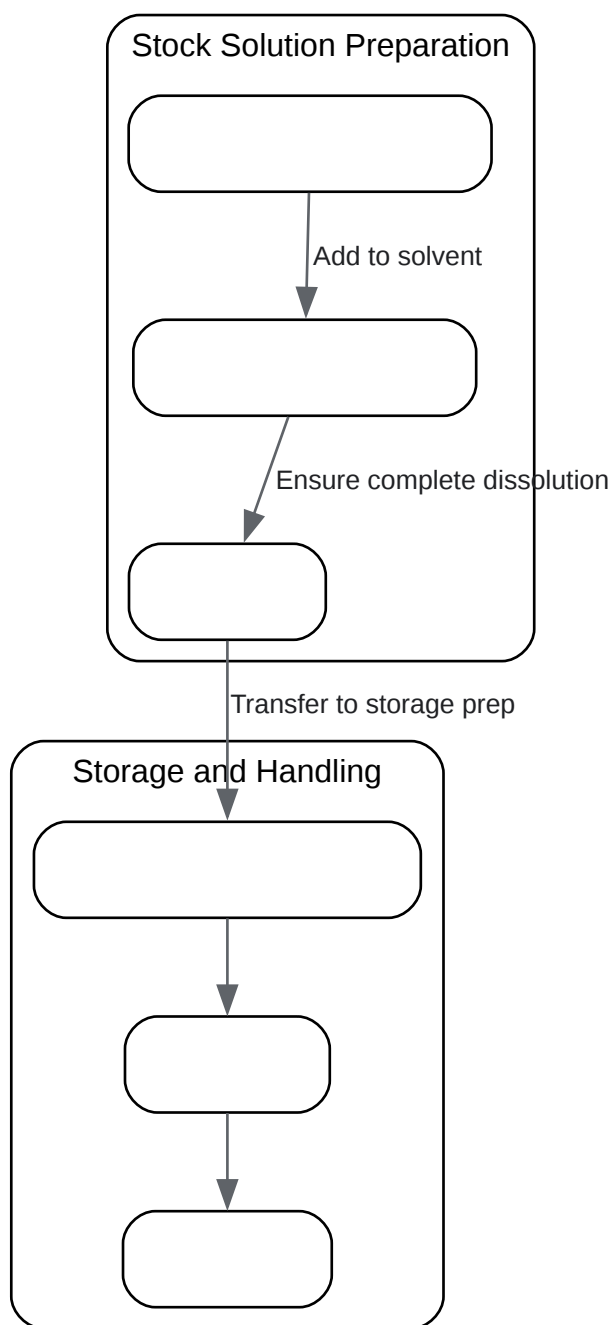 Stock Solution Preparation
Add to solvent
Ensure complete dissolution
Transfer to storage prep
Storage and Handling